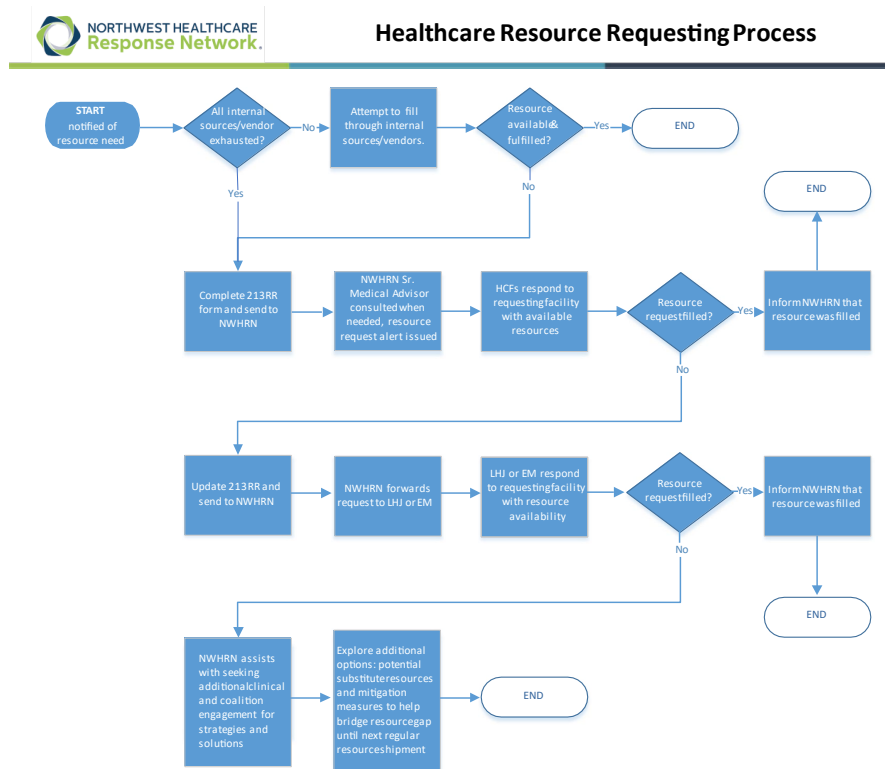 NORTHWEST HEALTHCARE
Response Network.
Healthcare Resource Requesting Process
START
notified of
resource need
All internal
sources/vendor
exhausted?
No
Attempt to fill
through internal
sources/vendors.
Resource
available &
fulfilled?
Yes
END
Yes
No
END
Complete 213RR
form and send to
NWHRN
NWHRN Sr.
Medical Advisor
consulted when
needed, resource
request alert issued
HCFs respond to
requesting facility
with available
resources
Resource
request filled?
Yes
Inform NWHRN that
resource was filled
No
Update 213RR and
send to NWHRN
NWHRN forwards
request to LHJ or EM
LHJ or EM respond
to requesting facility
with resource
availability
Resource
request filled?
Yes
Inform NWHRN that
resource was filled
No
END
NWHRN assists
with seeking
additional clinical
and coalition
engagement for
strategies and
solutions
Explore additional
options: potential
substitute resources
and mitigation
measures to help
bridge resource gap
until next regular
resource shipment
END